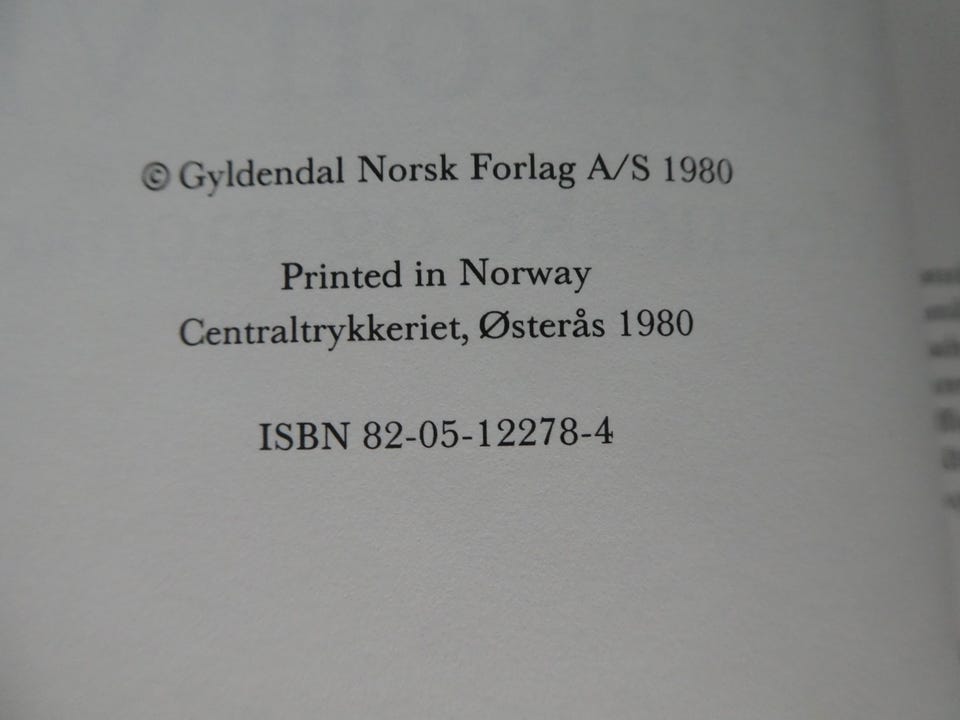 © Gyldendal Norsk Forlag A/S 1980
Printed in Norway
Centraltrykkeriet, Østerås 1980
ISBN 82-05-12278-4